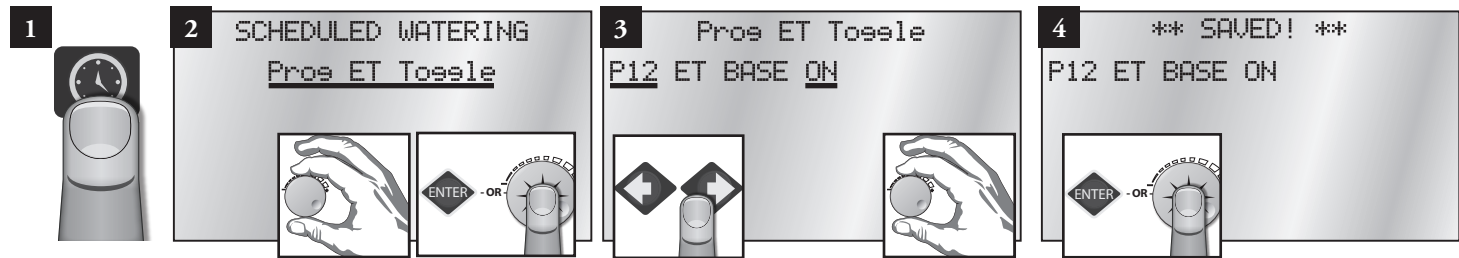 1
2
SCHEDULED WATERING
Prog ET Toggle
ENTER
- OR -
3
Prog ET Toggle
P12 ET BASE ON
4
** SAVED! **
P12 ET BASE ON
ENTER
- OR -